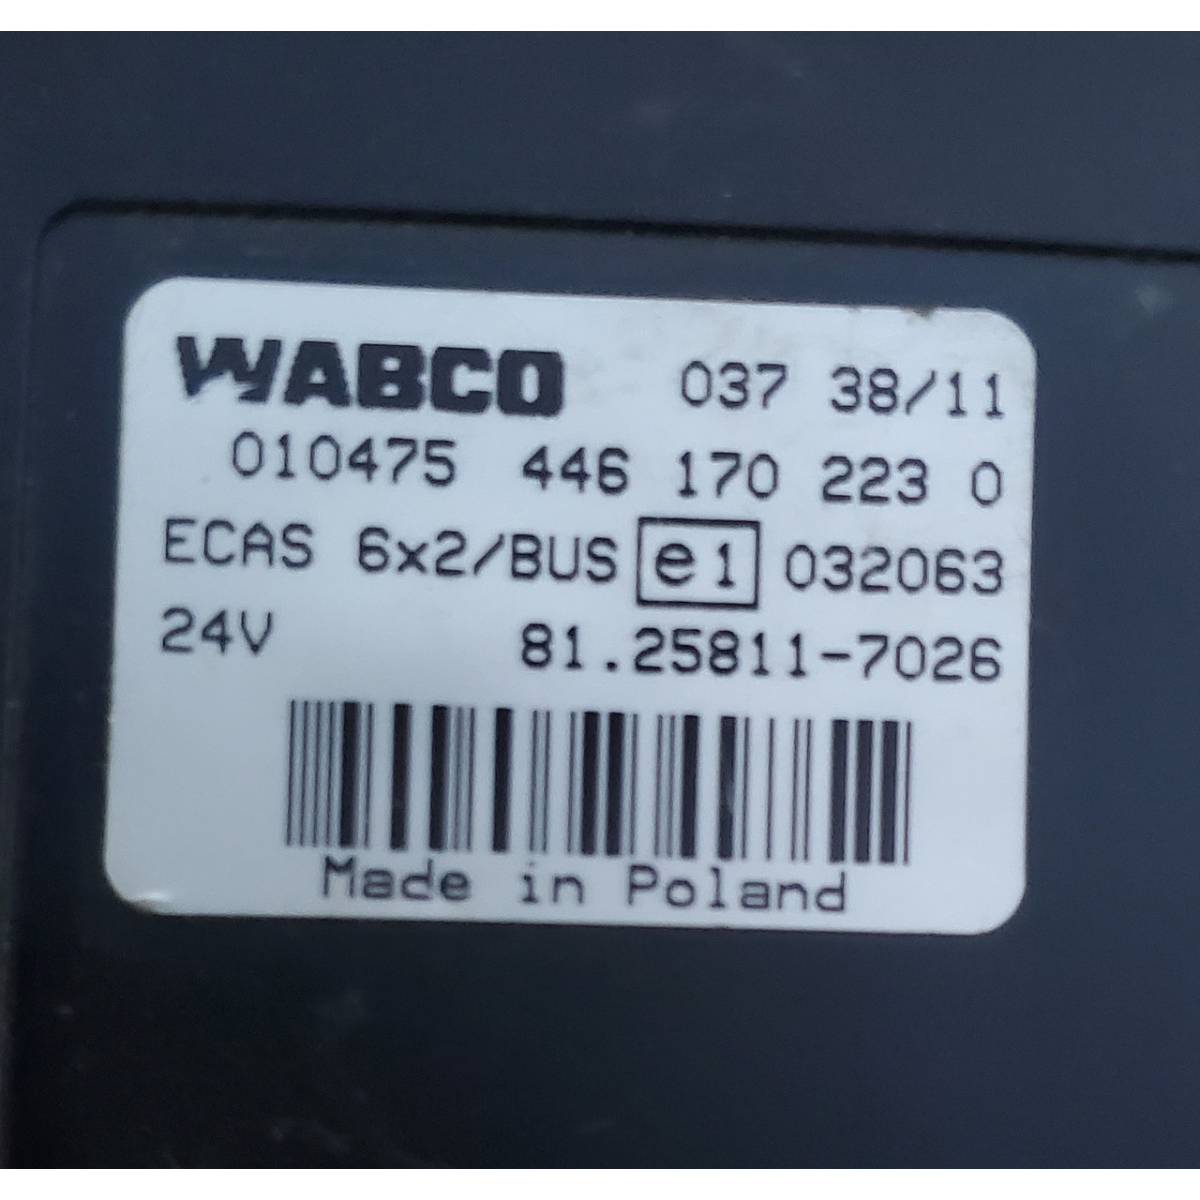 WABCO 037 38/11
010475 446 170 223 0
ECAS 6x2/BUS e1 032063
24V 81.25811-7026
Made in Poland